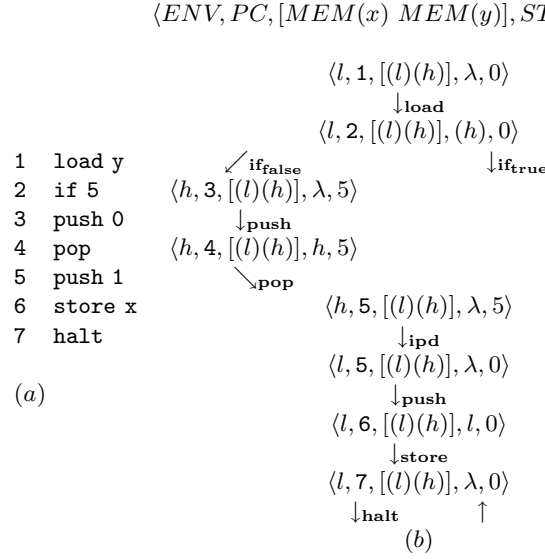 ⟨ENV, PC, [MEM(x) MEM(y)], ST
⟨l, 1, [(l)(h)], λ, 0⟩
↓load
⟨l, 2, [(l)(h)], (h), 0⟩
↙ if_false ↓if_true
1 load y
2 if 5 ⟨h, 3, [(l)(h)], λ, 5⟩
3 push 0 ↓push
4 pop ⟨h, 4, [(l)(h)], h, 5⟩
5 push 1 ↘pop
6 store x ⟨h, 5, [(l)(h)], λ, 5⟩
7 halt ↓ipd
⟨l, 5, [(l)(h)], λ, 0⟩
(a) ↓push
⟨l, 6, [(l)(h)], l, 0⟩
↓store
⟨l, 7, [(l)(h)], λ, 0⟩
↓halt ↑
(b)